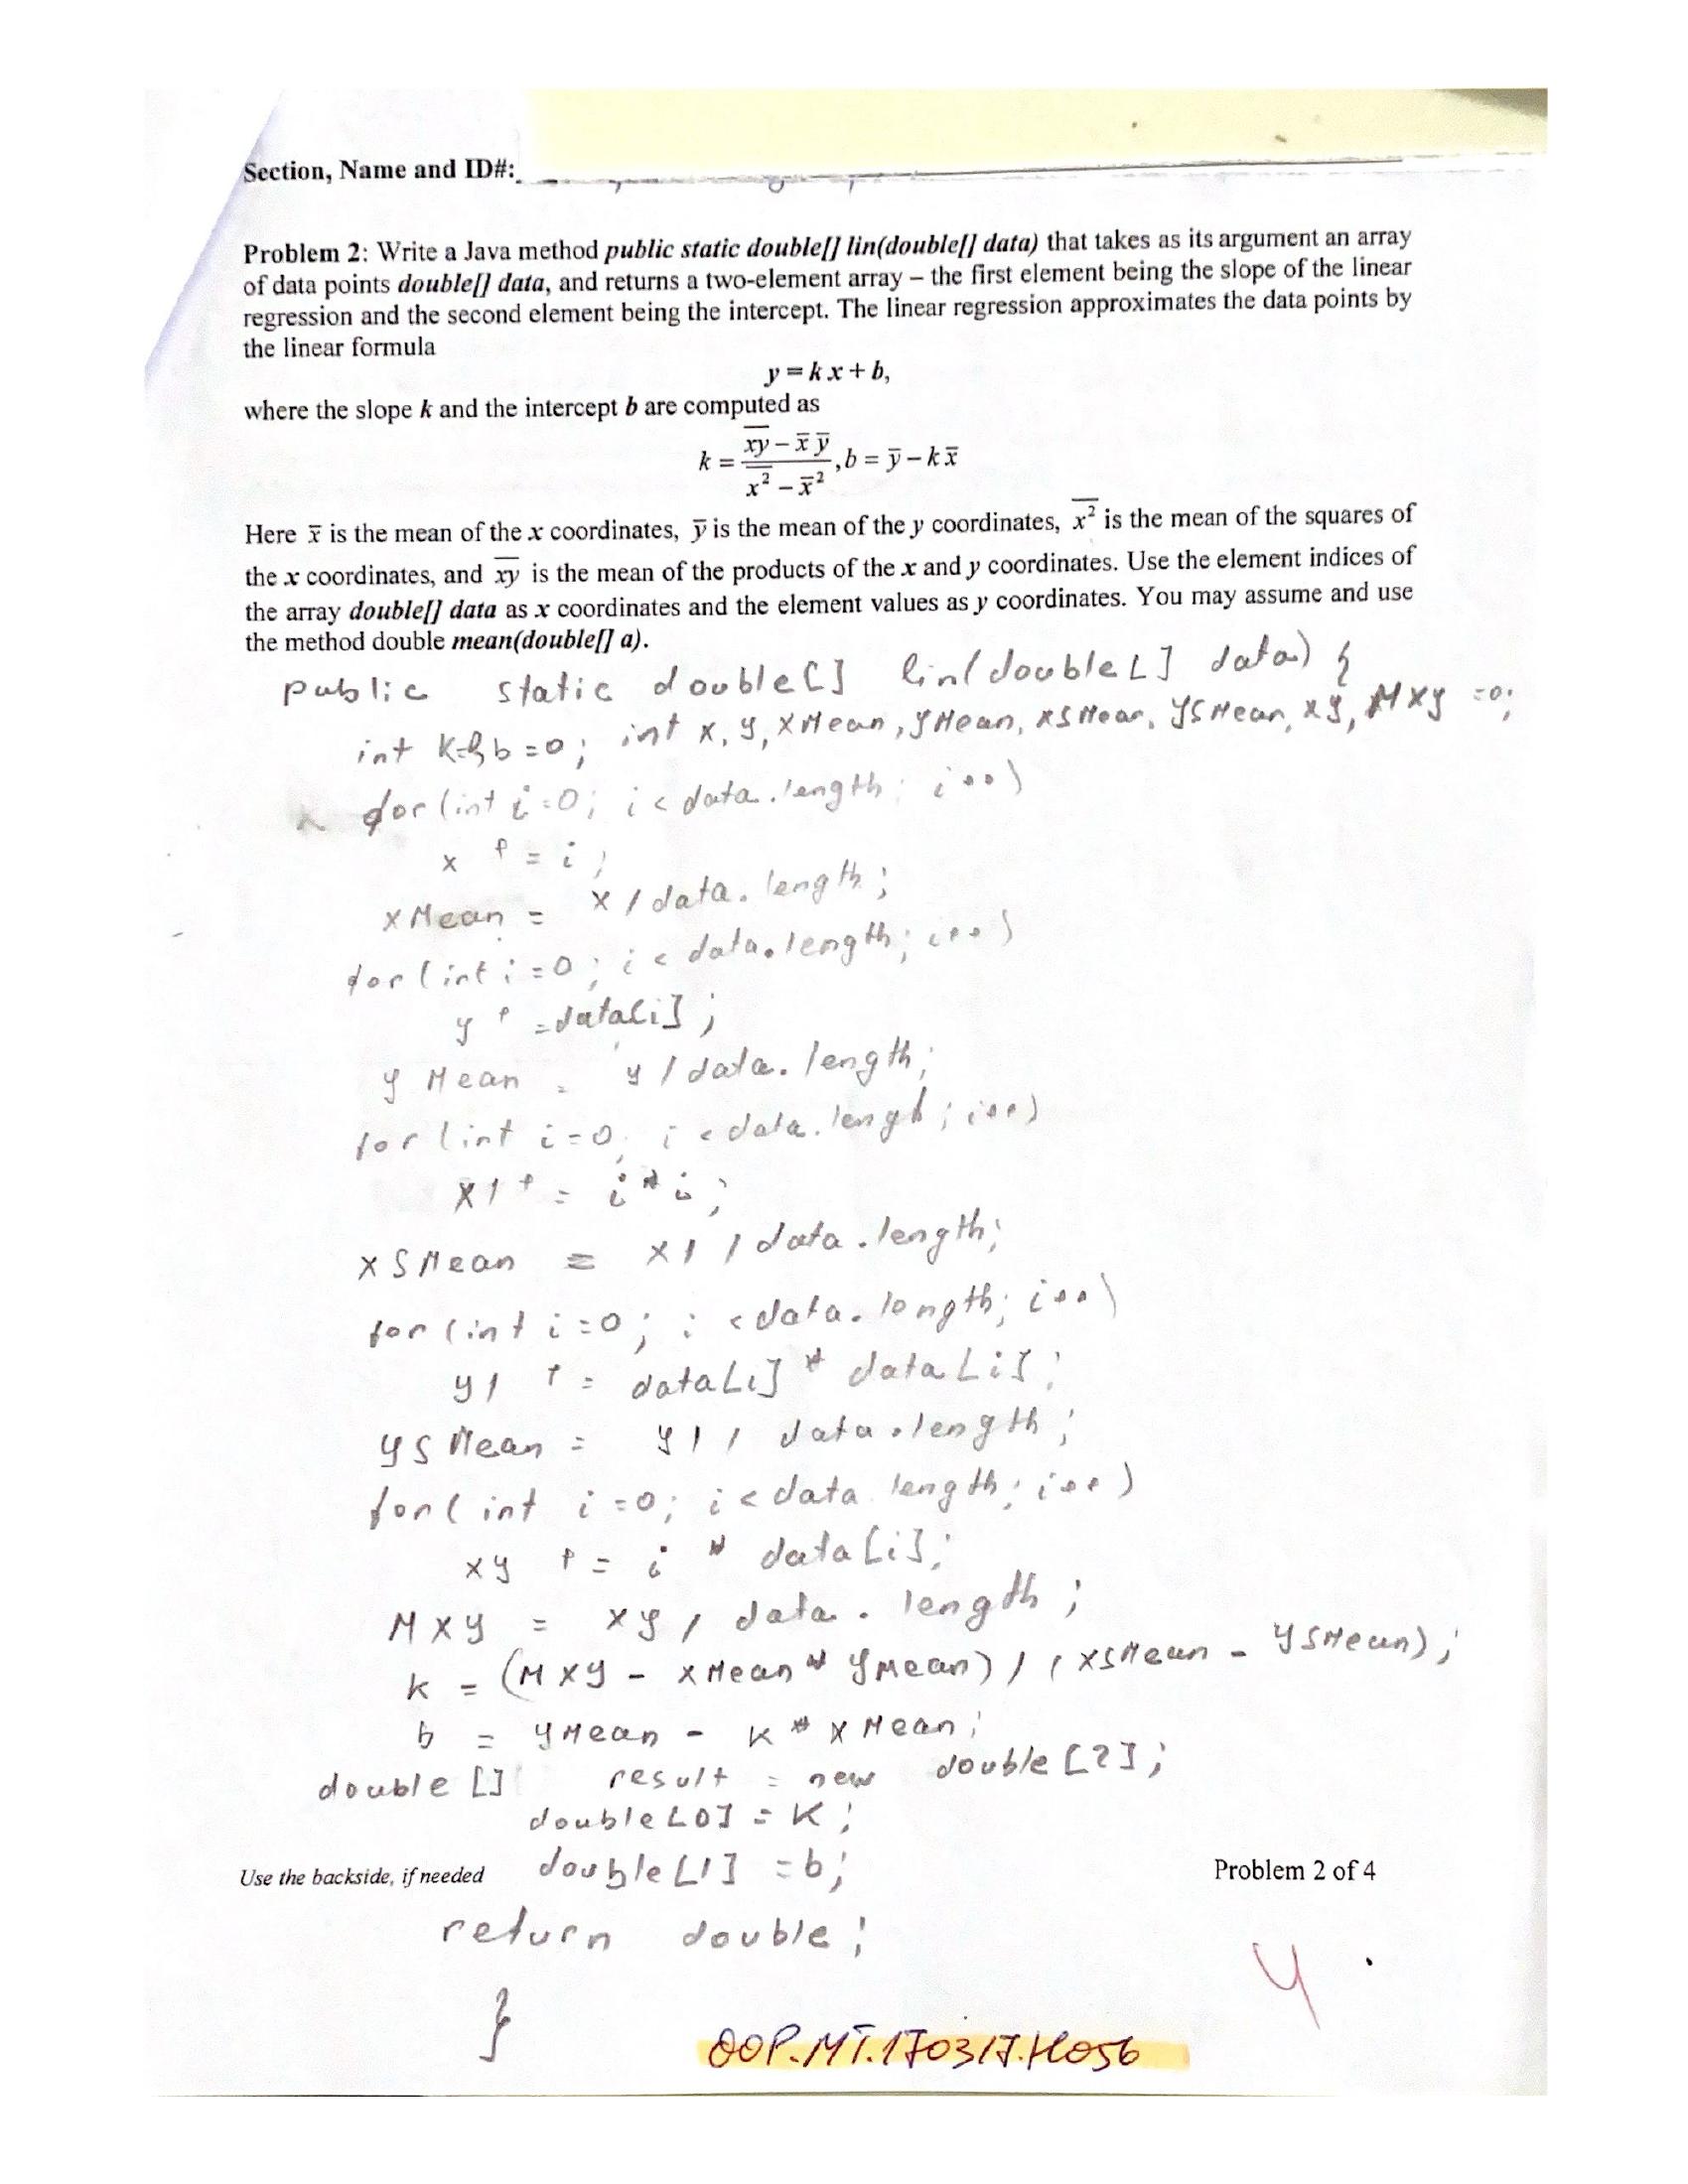 Section, Name and ID#:
Problem 2: Write a Java method public static double[] lin(double[] data) that takes as its argument an array
of data points double[] data, and returns a two-element array – the first element being the slope of the linear
regression and the second element being the intercept. The linear regression approximates the data points by
the linear formula
y = k x + b,
where the slope k and the intercept b are computed as
k = (\overline{xy} − x̄ ȳ) / (\overline{x²} − x̄²), b = ȳ − k x̄
Here x̄ is the mean of the x coordinates, ȳ is the mean of the y coordinates, \overline{x²} is the mean of the squares of
the x coordinates, and \overline{xy} is the mean of the products of the x and y coordinates. Use the element indices of
the array double[] data as x coordinates and the element values as y coordinates. You may assume and use
the method double mean(double[] a).
public static double[] lin(double[] data) {
int k=0, b=0; int x, y, xMean, yMean, xSMean, ySMean, xy, Mxy =0;
for (int i=0; i < data.length; i++)
x += i;
xMean = x / data.length;
for (int i=0; i < data.length; i++)
y += data[i];
yMean = y / data.length;
for (int i=0; i < data.lengh; i++)
x1 += i*i;
xSMean = x1 / data.length;
for (int i=0; i < data.length; i++)
y1 += data[i] * data[i];
ySMean = y1 / data.length;
for (int i=0; i < data.length; i++)
xy += i * data[i];
Mxy = xy / data.length;
k = (Mxy - xMean * yMean) / (xSMean - ySMean);
b = yMean - k * xMean;
double [] result = new double [2];
double[0] = k;
double[1] = b;
Use the backside, if needed
Problem 2 of 4
return double;
4
}
OOP.MT.170317.H056